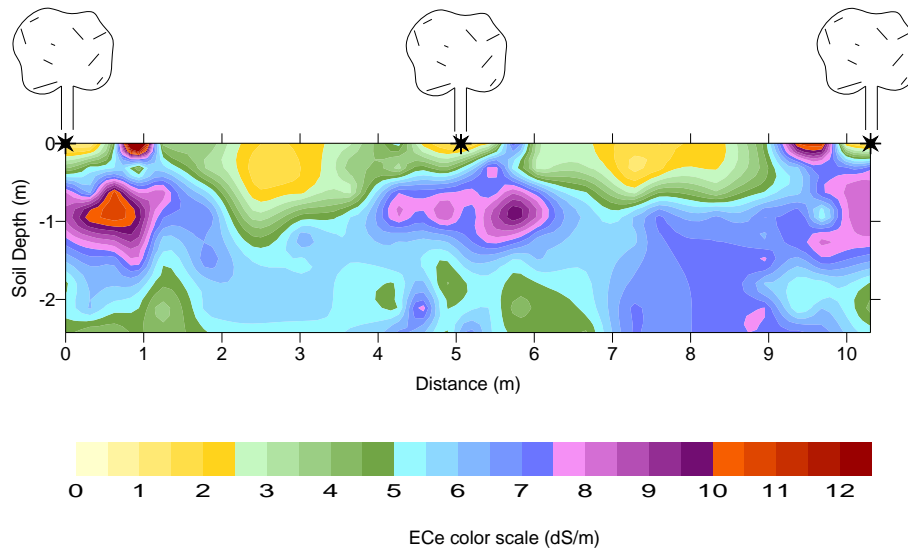 0
-1
-2
Soil Depth (m)
0 1 2 3 4 5 6 7 8 9 10
Distance (m)
0 1 2 3 4 5 6 7 8 9 10 11 12
ECe color scale (dS/m)